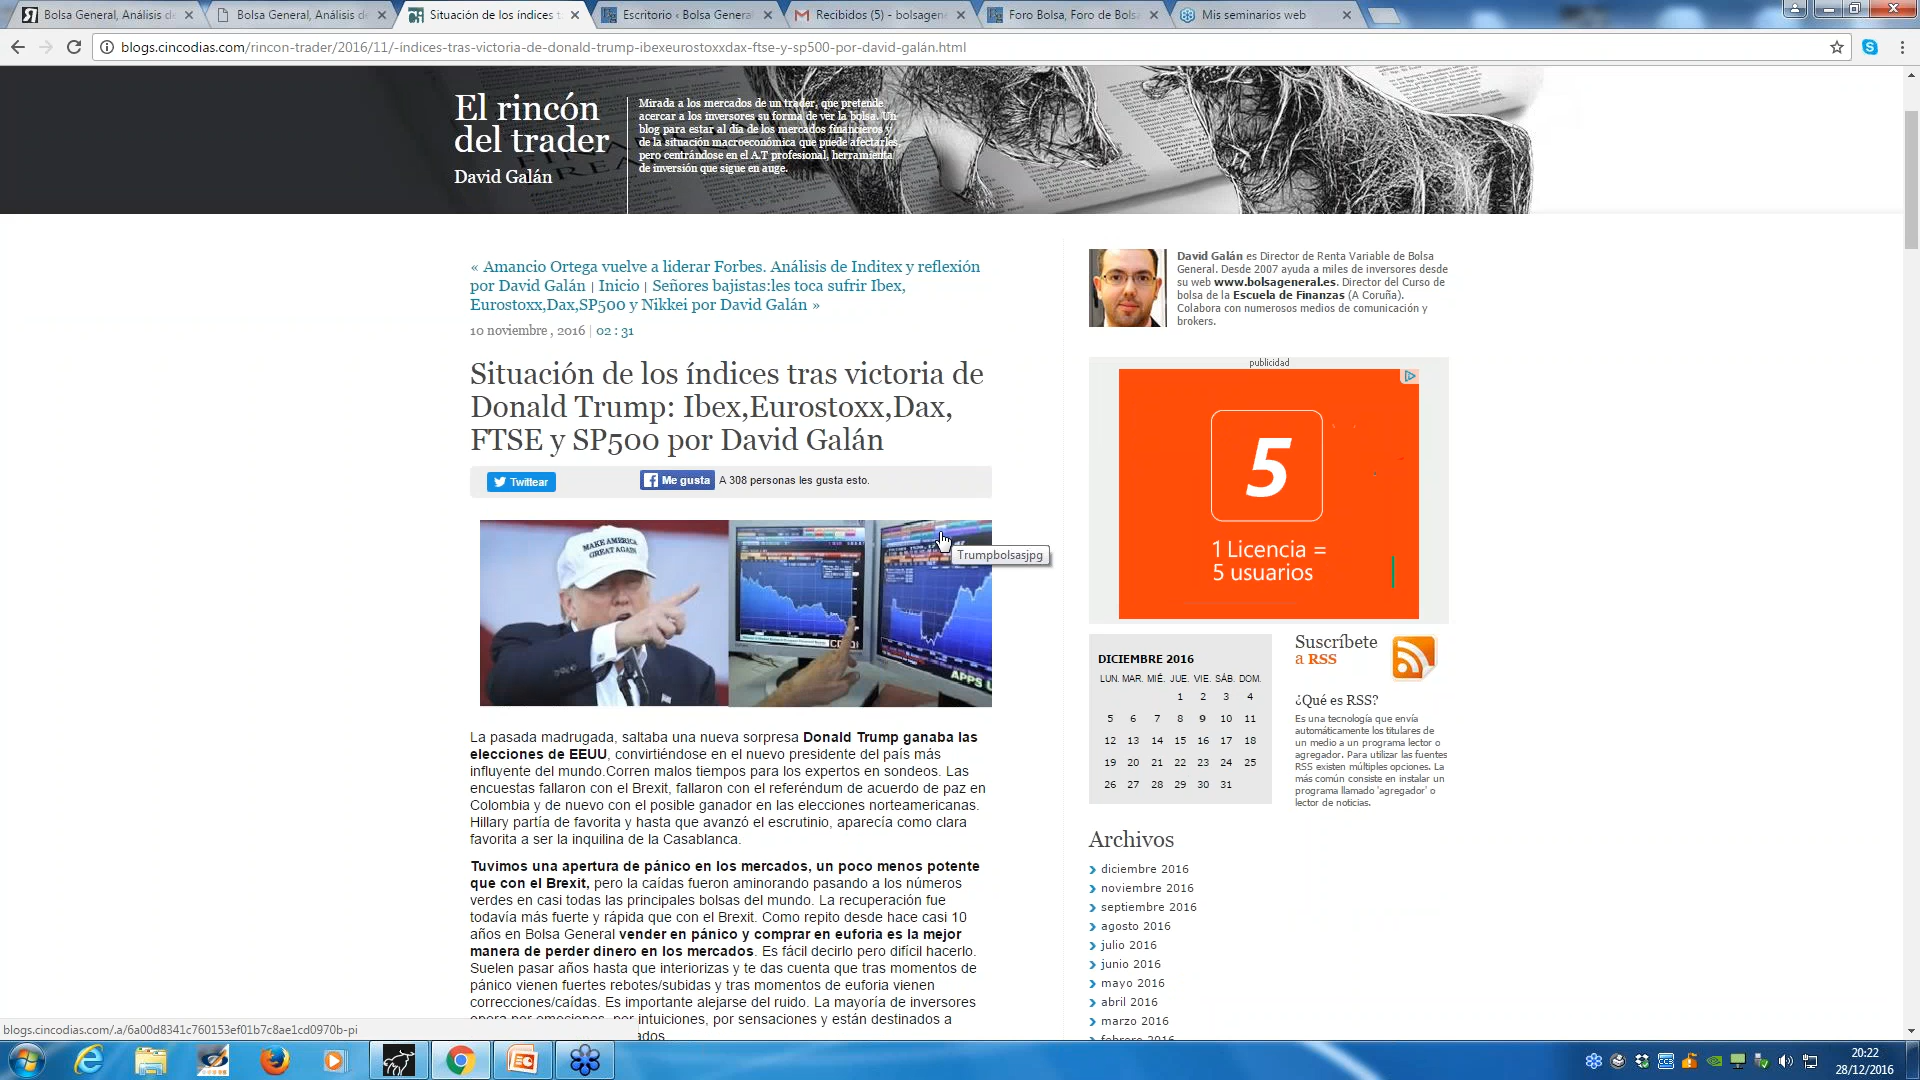 Bolsa General, Análisis de
Bolsa General, Análisis de
Situación de los índices t
Escritorio ‹ Bolsa General
Recibidos (5) - bolsagene
Foro Bolsa, Foro de Bolsa
Mis seminarios web
blogs.cincodias.com/rincon-trader/2016/11/-indices-tras-victoria-de-donald-trump-ibexeurostoxxdax-ftse-y-sp500-por-david-galán.html
El rincón
del trader
David Galán
Mirada a los mercados de un trader, que pretende
acercar a los inversores su forma de ver la bolsa. Un
blog para estar al día de los mercados financieros y
de la situación macroeconómica que puede afectarles,
pero centrándose en el A.T profesional, herramienta
de inversión que sigue en auge.
« Amancio Ortega vuelve a liderar Forbes. Análisis de Inditex y reflexión
por David Galán | Inicio | Señores bajistas:les toca sufrir Ibex,
Eurostoxx,Dax,SP500 y Nikkei por David Galán »
10 noviembre , 2016 | 02 : 31
Situación de los índices tras victoria de
Donald Trump: Ibex,Eurostoxx,Dax,
FTSE y SP500 por David Galán
Twittear
Me gusta A 308 personas les gusta esto.
MAKE AMERICA
GREAT AGAIN
APPS
Trumpbolsasjpg
La pasada madrugada, saltaba una nueva sorpresa Donald Trump ganaba las
elecciones de EEUU, convirtiéndose en el nuevo presidente del país más
influyente del mundo.Corren malos tiempos para los expertos en sondeos. Las
encuestas fallaron con el Brexit, fallaron con el referéndum de acuerdo de paz en
Colombia y de nuevo con el posible ganador en las elecciones norteamericanas.
Hillary partía de favorita y hasta que avanzó el escrutinio, aparecía como clara
favorita a ser la inquilina de la Casablanca.
Tuvimos una apertura de pánico en los mercados, un poco menos potente
que con el Brexit, pero la caídas fueron aminorando pasando a los números
verdes en casi todas las principales bolsas del mundo. La recuperación fue
todavía más fuerte y rápida que con el Brexit. Como repito desde hace casi 10
años en Bolsa General vender en pánico y comprar en euforia es la mejor
manera de perder dinero en los mercados. Es fácil decirlo pero difícil hacerlo.
Suelen pasar años hasta que interiorizas y te das cuenta que tras momentos de
pánico vienen fuertes rebotes/subidas y tras momentos de euforia vienen
correcciones/caídas. Es importante alejarse del ruido. La mayoría de inversores
opera por emociones, por intuiciones, por sensaciones y están destinados a
David Galán es Director de Renta Variable de Bolsa
General. Desde 2007 ayuda a miles de inversores desde
su web www.bolsageneral.es. Director del Curso de
bolsa de la Escuela de Finanzas (A Coruña).
Colabora con numerosos medios de comunicación y
brokers.
publicidad
5
1 Licencia =
5 usuarios
DICIEMBRE 2016
LUN. MAR. MIÉ. JUE. VIE. SÁB. DOM.
1 2 3 4
5 6 7 8 9 10 11
12 13 14 15 16 17 18
19 20 21 22 23 24 25
26 27 28 29 30 31
Suscríbete
a RSS
¿Qué es RSS?
Es una tecnología que envía
automáticamente los titulares de
un medio a un programa lector o
agregador. Para utilizar las fuentes
RSS existen múltiples opciones. La
más común consiste en instalar un
programa llamado 'agregador' o
lector de noticias.
Archivos
diciembre 2016
noviembre 2016
septiembre 2016
agosto 2016
julio 2016
junio 2016
mayo 2016
abril 2016
marzo 2016
febrero 2016
blogs.cincodias.com/.a/6a00d8341c760153ef01b7c8ae1cd0970b-pi
20:22
28/12/2016